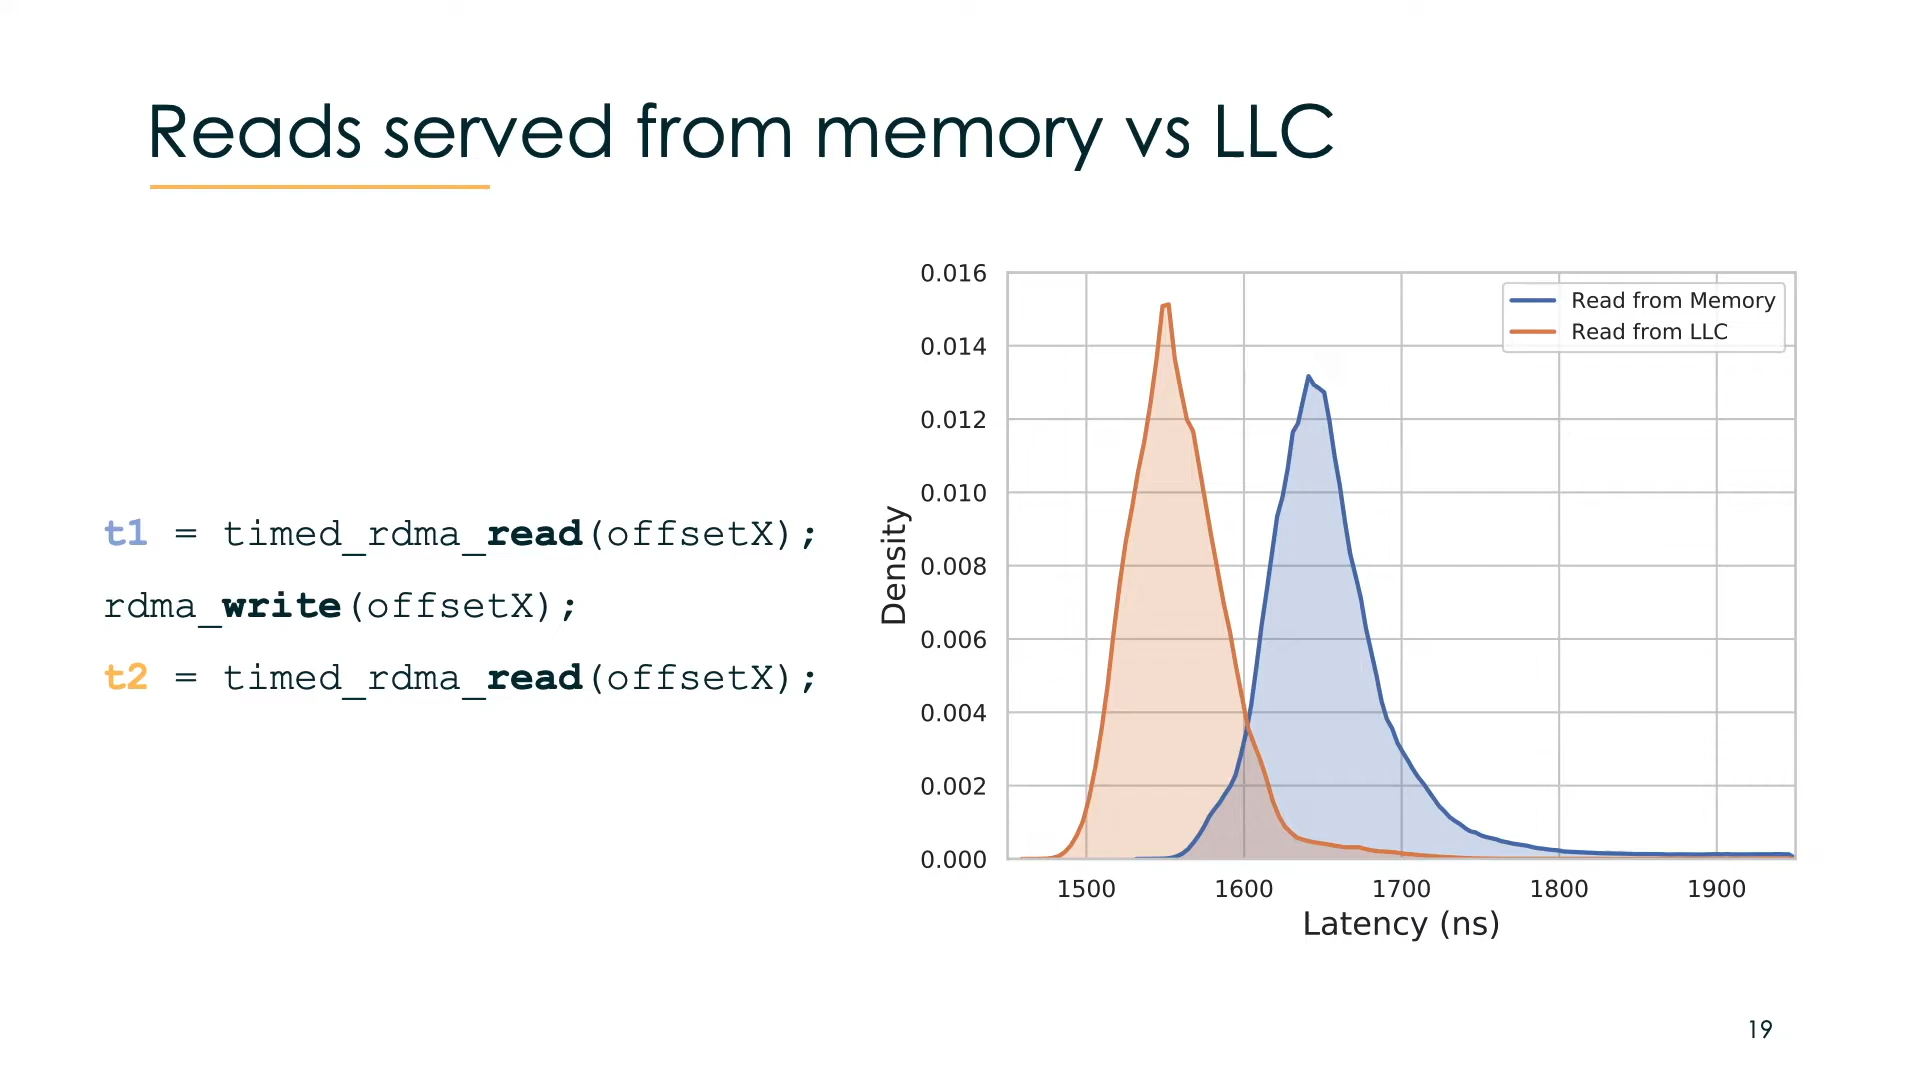 Reads served from memory vs LLC
t1 = timed_rdma_read(offsetX);
rdma_write(offsetX);
t2 = timed_rdma_read(offsetX);
0.016
0.014
0.012
0.010
0.008
0.006
0.004
0.002
0.000
Density
Read from Memory
Read from LLC
1500 1600 1700 1800 1900
Latency (ns)
19